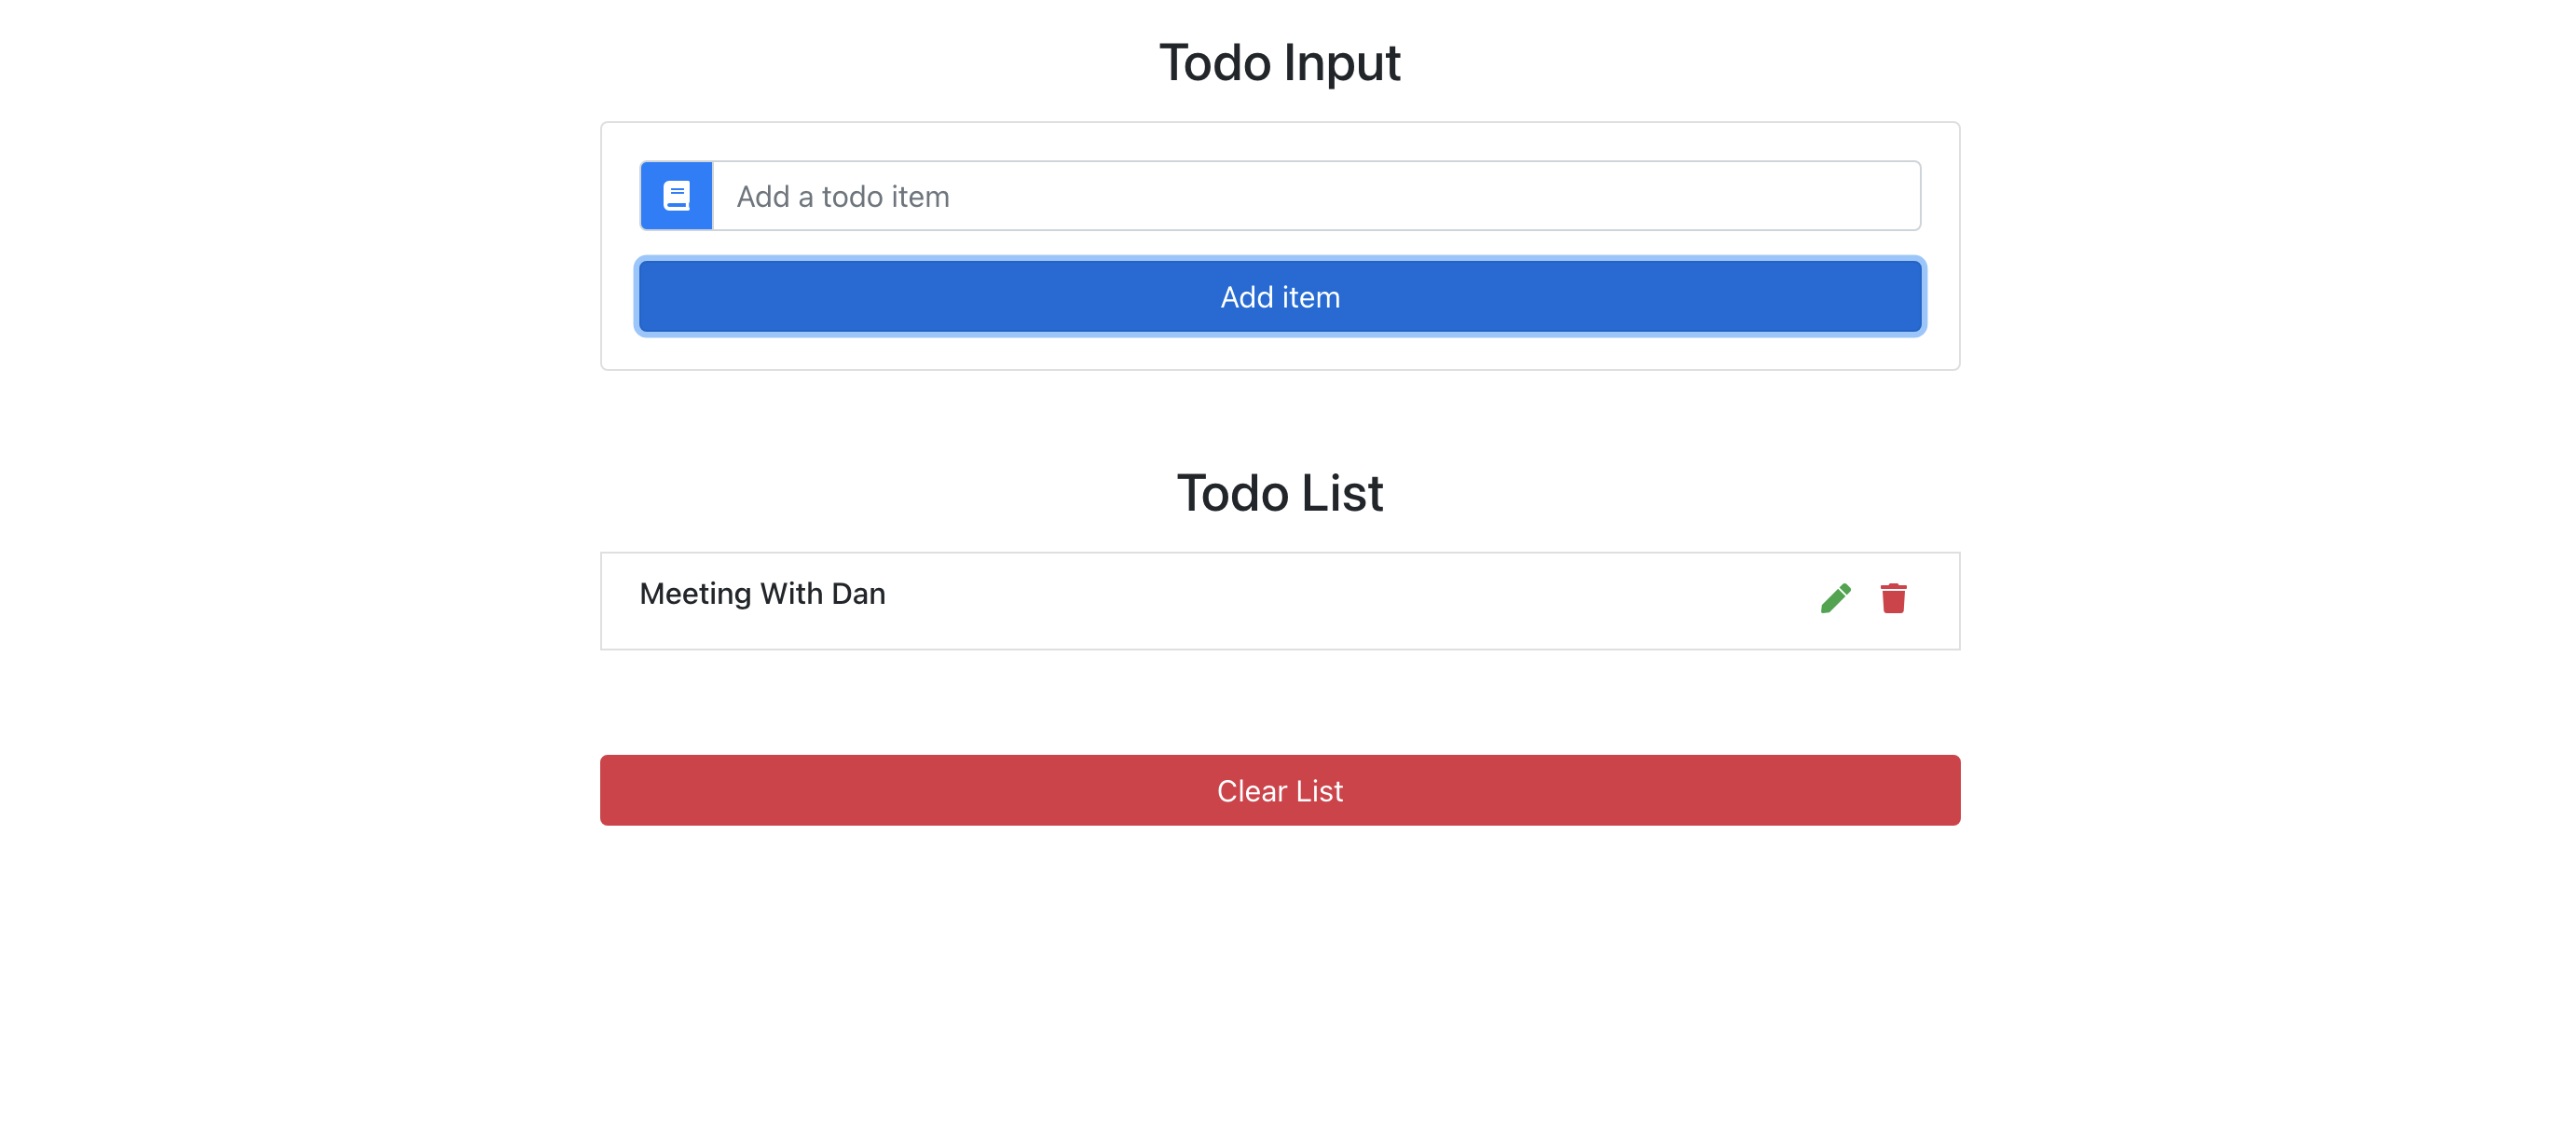 Todo Input
Add a todo item
Add item
Todo List
Meeting With Dan
Clear List